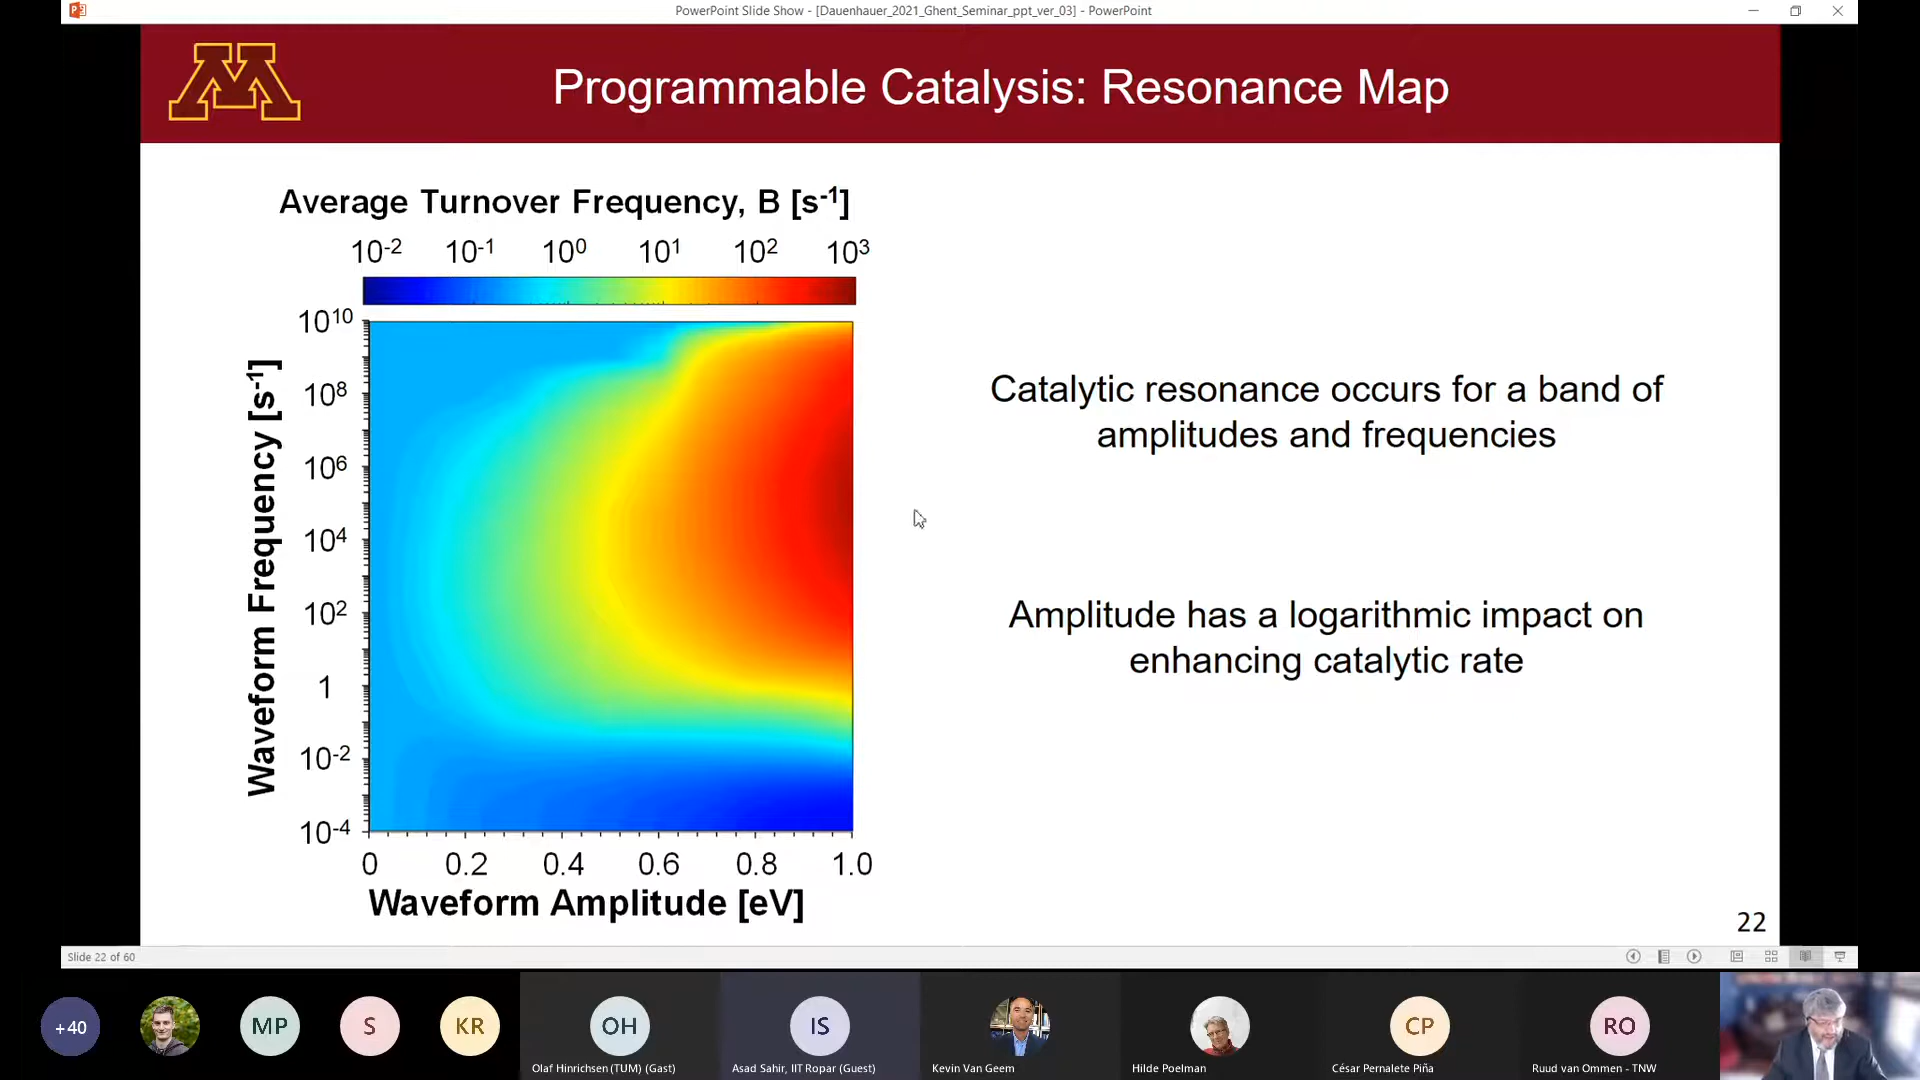 PowerPoint Slide Show - [Dauenhauer_2021_Ghent_Seminar_ppt_ver_03] - PowerPoint
M
Programmable Catalysis: Resonance Map
Average Turnover Frequency, B [s⁻¹]
10⁻² 10⁻¹ 10⁰ 10¹ 10² 10³
10¹⁰
10⁸
10⁶
10⁴
10²
1
10⁻²
10⁻⁴
Waveform Frequency [s⁻¹]
0 0.2 0.4 0.6 0.8 1.0
Waveform Amplitude [eV]
Catalytic resonance occurs for a band of
amplitudes and frequencies
Amplitude has a logarithmic impact on
enhancing catalytic rate
22
Slide 22 of 60
+40
MP
S
KR
OH
Olaf Hinrichsen (TUM) (Gast)
IS
Asad Sahir, IIT Ropar (Guest)
Kevin Van Geem
Hilde Poelman
CP
César Pernalete Piña
RO
Ruud van Ommen - TNW